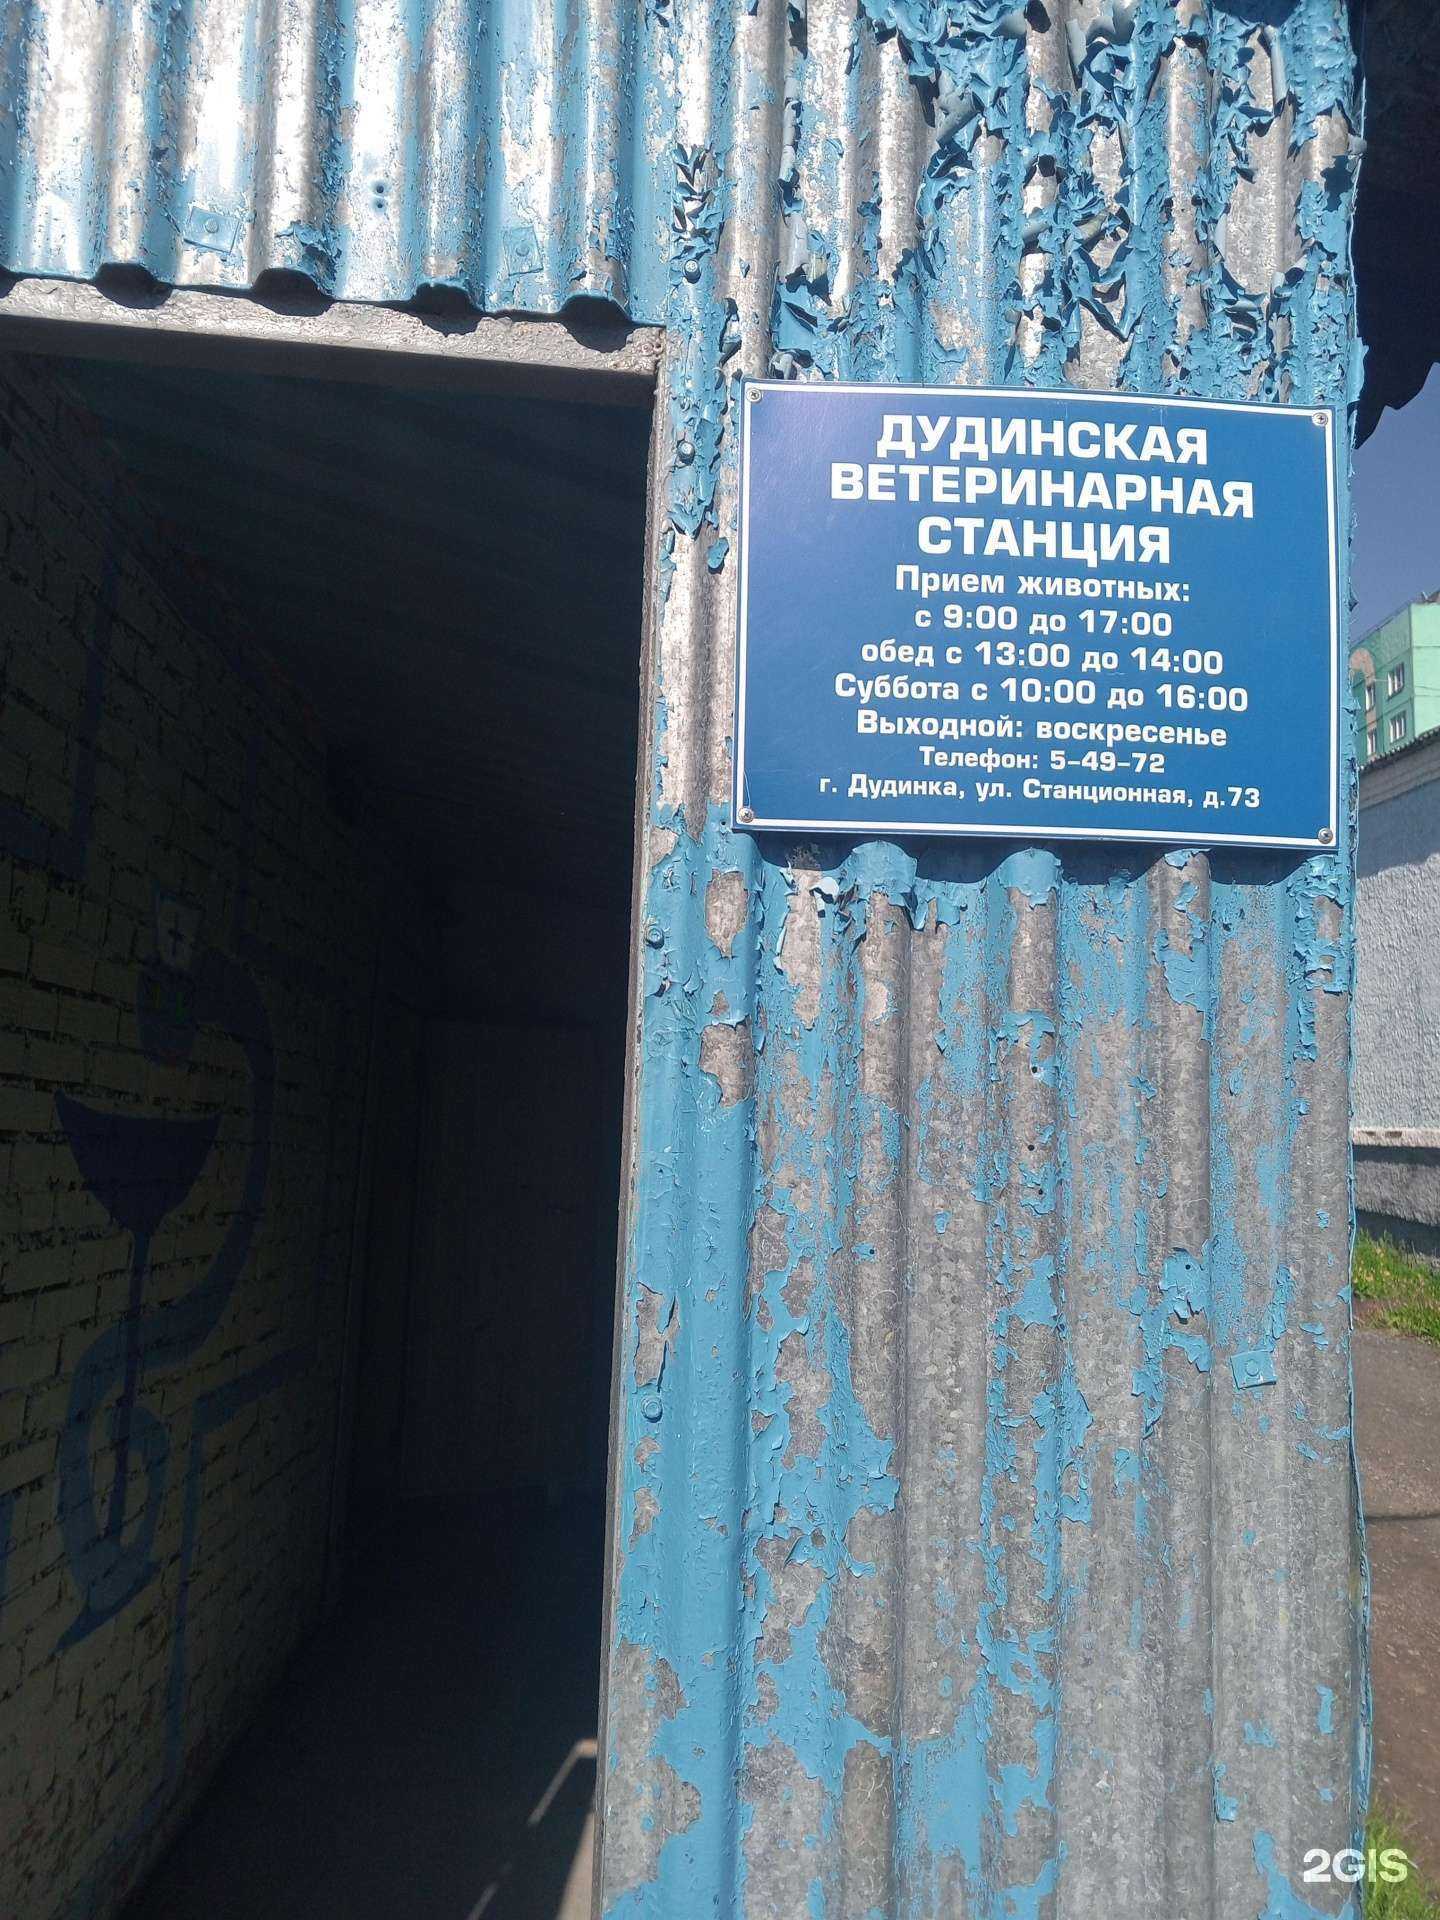 ДУДИНСКАЯ
ВЕТЕРИНАРНАЯ
СТАНЦИЯ
Прием животных:
с 9:00 до 17:00
обед с 13:00 до 14:00
Суббота с 10:00 до 16:00
Выходной: воскресенье
Телефон: 5-49-72
г. Дудинка, ул. Станционная, д.73
2GIS